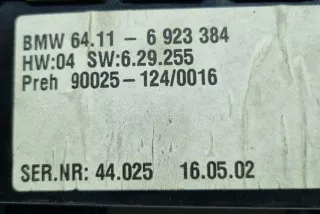 BMW 64.11 - 6 923 384
HW:04 SW:6.29.255
Preh 90025-124/0016
SER.NR: 44.025 16.05.02